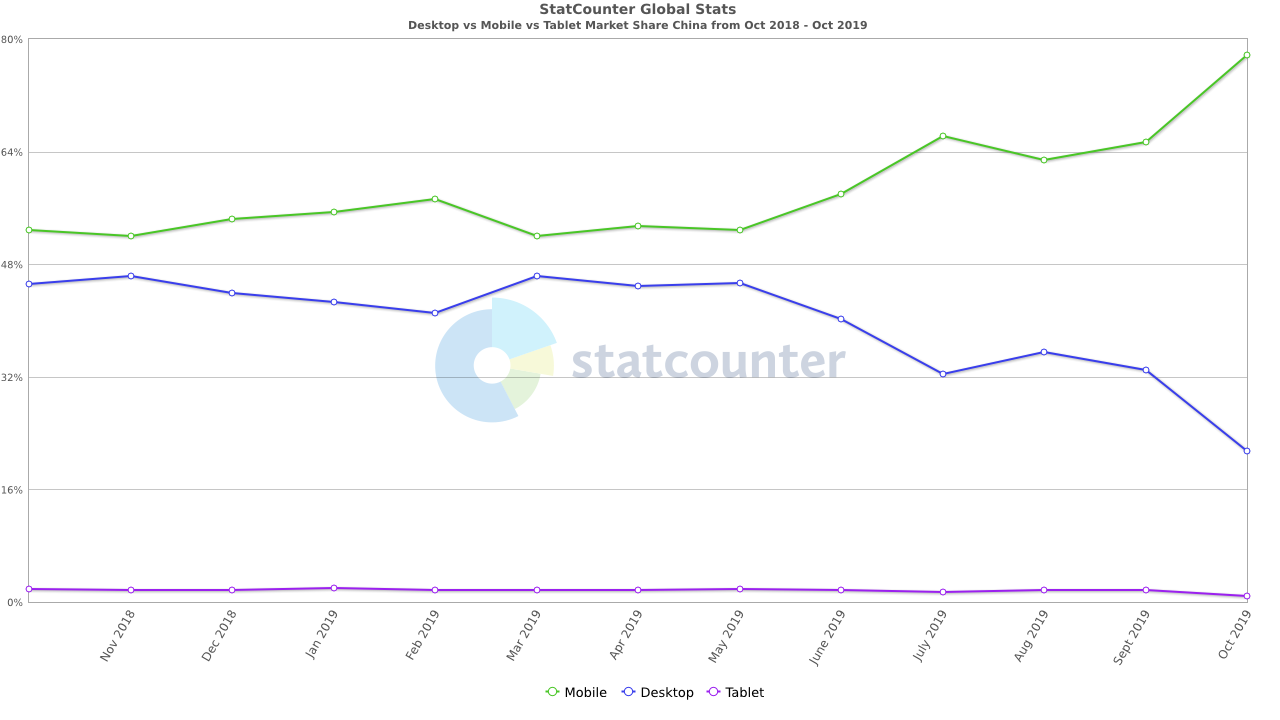 StatCounter Global Stats
Desktop vs Mobile vs Tablet Market Share China from Oct 2018 - Oct 2019
80%
64%
48%
32%
16%
0%
statcounter
Nov 2018
Dec 2018
Jan 2019
Feb 2019
Mar 2019
Apr 2019
May 2019
June 2019
July 2019
Aug 2019
Sept 2019
Oct 2019
Mobile Desktop Tablet